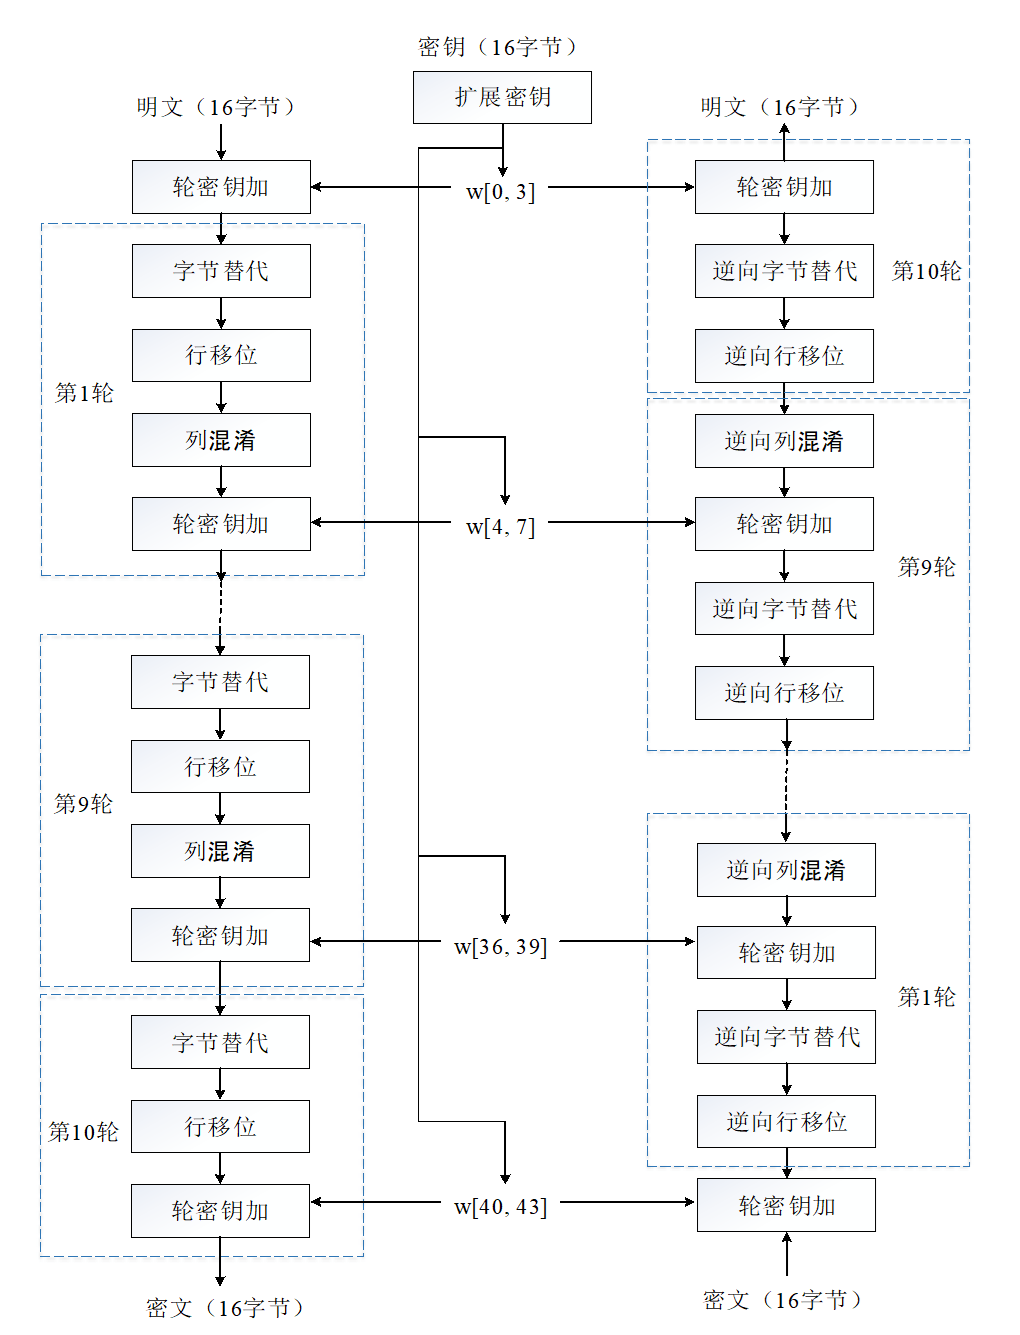 密钥（16字节）
扩展密钥
明文（16字节）
明文（16字节）
轮密钥加
w[0, 3]
轮密钥加
字节替代
逆向字节替代
第10轮
行移位
逆向行移位
第1轮
列混淆
逆向列混淆
轮密钥加
w[4, 7]
轮密钥加
第9轮
逆向字节替代
字节替代
逆向行移位
行移位
第9轮
列混淆
逆向列混淆
轮密钥加
w[36, 39]
轮密钥加
第1轮
字节替代
逆向字节替代
行移位
第10轮
逆向行移位
轮密钥加
w[40, 43]
轮密钥加
密文（16字节）
密文（16字节）